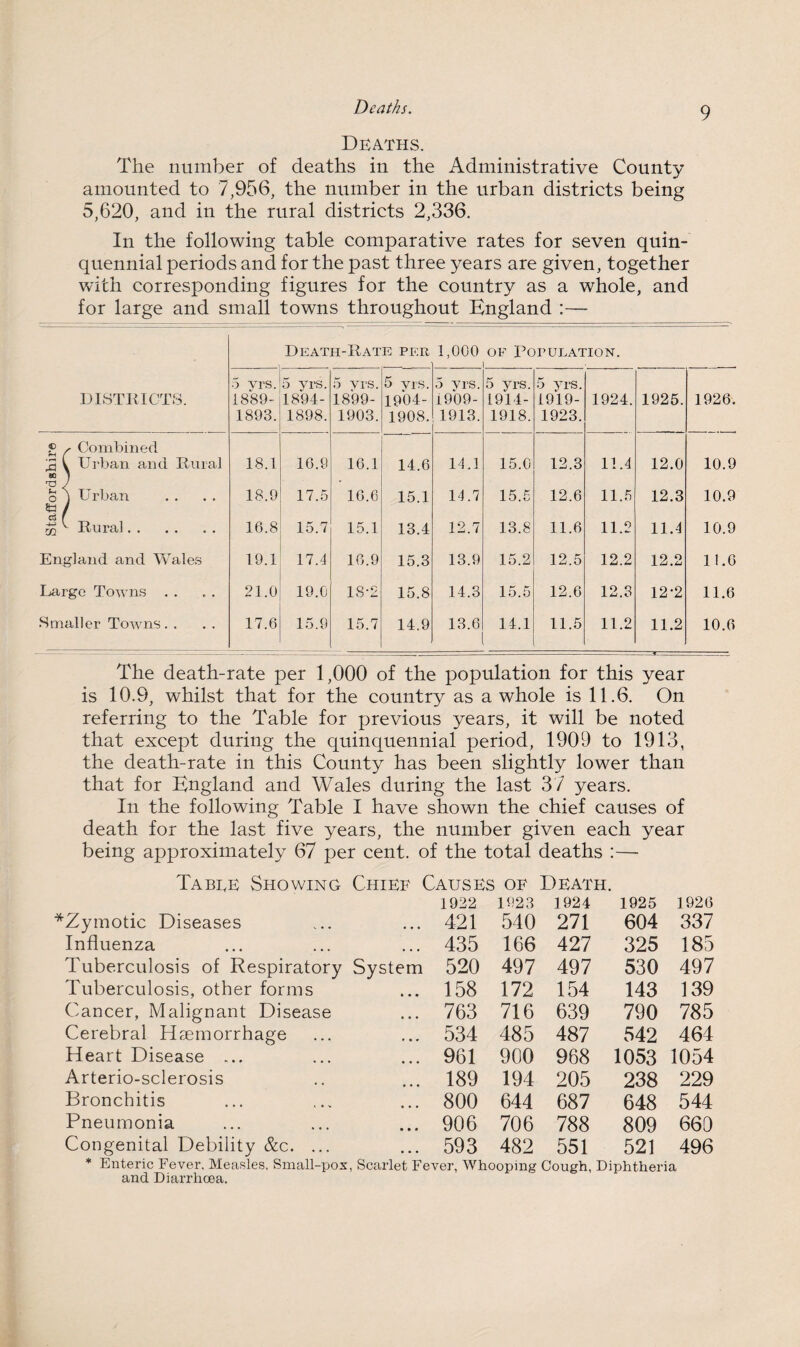 Deaths.
9
DEATHS.
The number of deaths in the Administrative County
amounted to 7,956, the number in the urban districts being
5,620, and in the rural districts 2,336.
In the following table comparative rates for seven quin-
quennial periods and for the past three years are given, together
with corresponding figures for the country as a whole, and
for large and small towns throughout England :—
DEATH-RATE PER 1,000 OF POPULATION.
DISTRICTS. 5 yrs. 1889-1893. 5 yrs. 1894-1898. 5 yrs. 1899-1903. 5 yrs. 1904-1908. 5 yrs. 1909-1913. 5 yrs. 1914-1918. 5 yrs. 1919-1923. 1924. 1925. 1926.
Staffordshire
Combined
Urban and Rural 18.1 16.9 16.1 14.6 14.1 15.0 12.3 11.4 12.0 10.9
Urban .. .. 18.9 17.5 16.6 15.1 14.7 15.5 12.6 11.5 12.3 10.9
Rural.. .. .. 16.8 15.7 15.1 13.4 12.7 13.8 11.6 11.2 11.4 10.9
England and Wales 19.1 17.4 16.9 15.3 13.9 15.2 12.5 12.2 12.2 11.6
Large Towns .. .. 21.0 19.0 18·2 15.8 14.3 15.5 12.6 12.3 12·2 11.6
Smaller Towns.. .. 17.6 15.9 15.7 14.9 13.6 14.1 11.5 11.2 11.2 10.6
The death-rate per 1,000 of the population for this year
is 10.9, whilst that for the country as a whole is 11.6. On
referring to the Table for previous years, it will be noted
that except during the quinquennial period, 1909 to 1913,
the death-rate in this County has been slightly lower than
that for England and Wales during the last 37 years.
In the following Table I have shown the chief causes of
death for the last five years, the number given each year
being approximately 67 per cent. of the total deaths :—
TABLE SHOWING CHIEF CAUSES OF DEATH.
1922 1923 1924 1925 1926
*Zymotic Diseases ... ... 421 540 271 604 337
Influenza ... ... ... 435 166 427 325 185
Tuberculosis of Respiratory System 520 497 497 530 497
Tuberculosis, other forms ... 158 172 154 143 139
Cancer, Malignant Disease ... 763 716 639 790 785
Cerebral Hæmorrhage ... ... 534 485 487 542 464
Heart Disease ... ... ... 961 900 968 1053 1054
Arterio-sclerosis .. ... 189 194 205 238 229
Bronchitis ... ... ... 800 644 687 648 544
Pneumonia ... ... ... 906 706 788 809 660
Congenital Debility &c. ... ... 593 482 551 521 496
* Enteric Fever, Measles, Small-pox, Scarlet Fever, Whooping Cough, Diphtheria
and Diarrhœa.